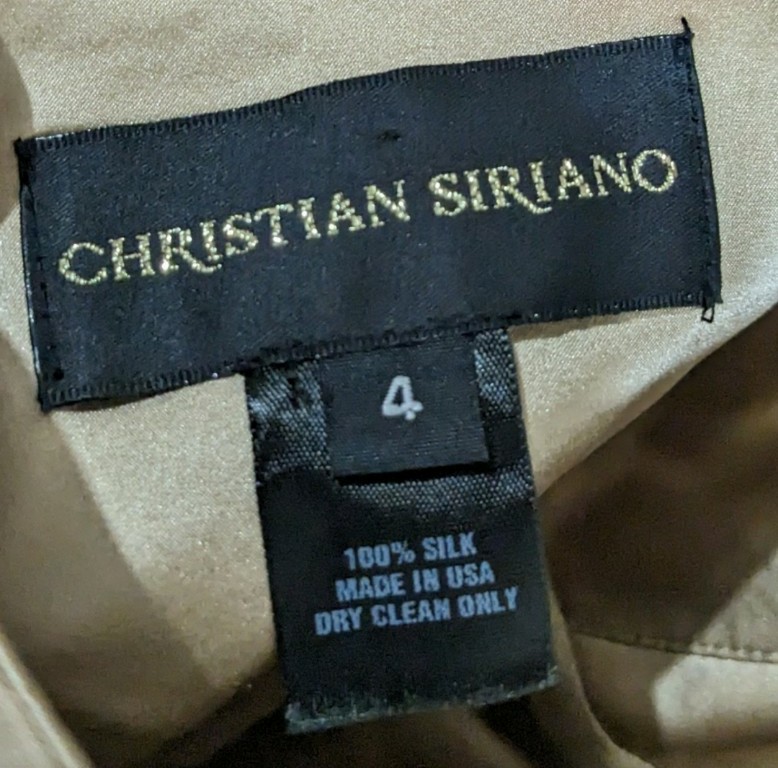 CHRISTIAN SIRIANO
4
100% SILK
MADE IN USA
DRY CLEAN ONLY